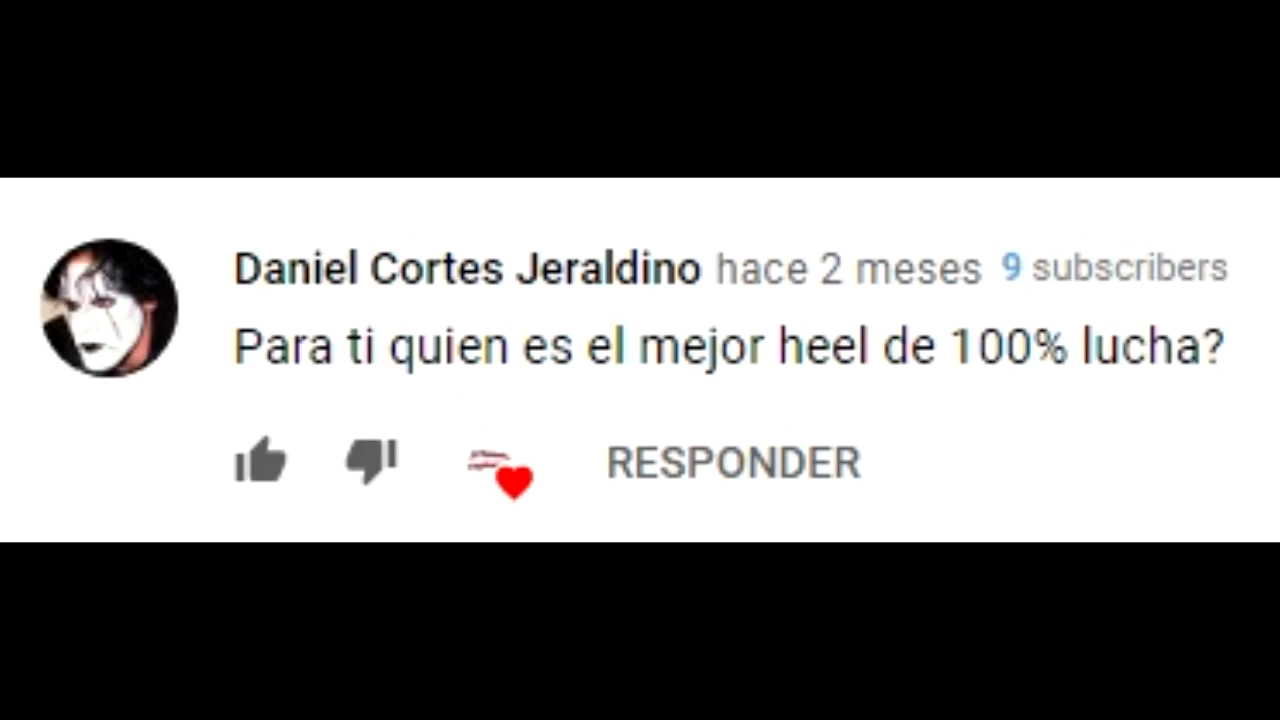 Daniel Cortes Jeraldino hace 2 meses 9 subscribers
Para ti quien es el mejor heel de 100% lucha?
RESPONDER